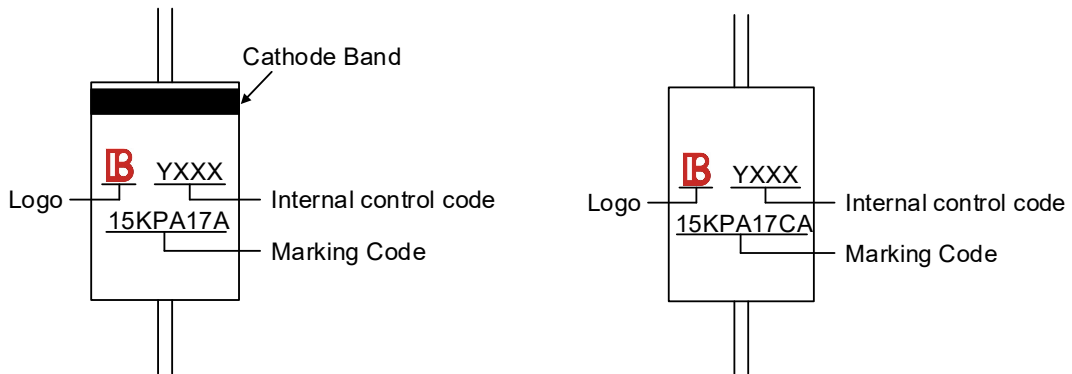 Cathode Band
B YXXX
Logo
Internal control code
15KPA17A
Marking Code
B YXXX
Logo
Internal control code
15KPA17CA
Marking Code